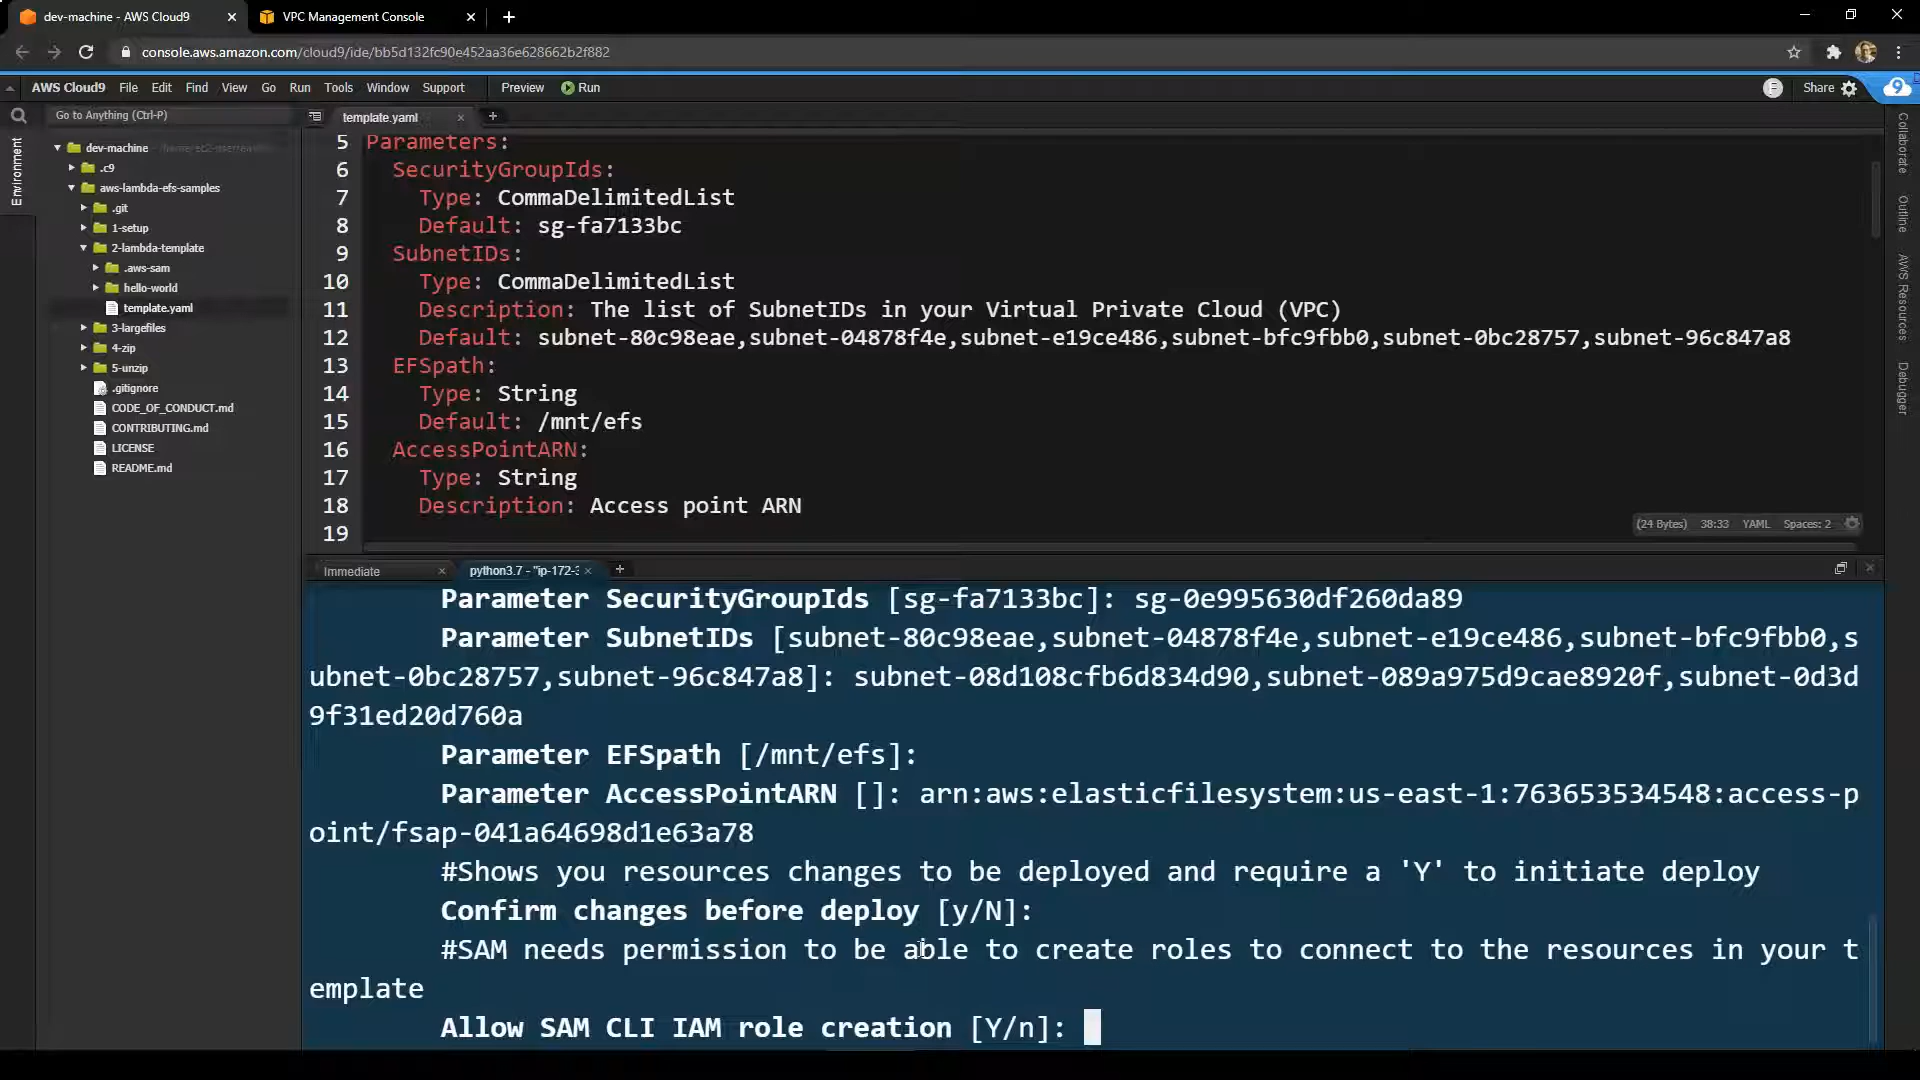 dev-machine - AWS Cloud9
VPC Management Console
console.aws.amazon.com/cloud9/ide/bb5d132fc90e452aa36e628662b2f882
AWS Cloud9 File Edit Find View Go Run Tools Window Support Preview Run
F
Share
9
Go to Anything (Ctrl-P)
template.yaml
Environment
dev-machine
.c9
aws-lambda-efs-samples
.git
1-setup
2-lambda-template
.aws-sam
hello-world
template.yaml
3-largefiles
4-zip
5-unzip
.gitignore
CODE_OF_CONDUCT.md
CONTRIBUTING.md
LICENSE
README.md
5 Parameters:
6 SecurityGroupIds:
7 Type: CommaDelimitedList
8 Default: sg-fa7133bc
9 SubnetIDs:
10 Type: CommaDelimitedList
11 Description: The list of SubnetIDs in your Virtual Private Cloud (VPC)
12 Default: subnet-80c98eae,subnet-04878f4e,subnet-e19ce486,subnet-bfc9fbb0,subnet-0bc28757,subnet-96c847a8
13 EFSpath:
14 Type: String
15 Default: /mnt/efs
16 AccessPointARN:
17 Type: String
18 Description: Access point ARN
19
(24 Bytes) 38:33 YAML Spaces: 2
Collaborate
Outline
AWS Resources
Debugger
Immediate
python3.7 - "ip-172-3
Parameter SecurityGroupIds [sg-fa7133bc]: sg-0e995630df260da89
Parameter SubnetIDs [subnet-80c98eae,subnet-04878f4e,subnet-e19ce486,subnet-bfc9fbb0,s
ubnet-0bc28757,subnet-96c847a8]: subnet-08d108cfb6d834d90,subnet-089a975d9cae8920f,subnet-0d3d
9f31ed20d760a
Parameter EFSpath [/mnt/efs]:
Parameter AccessPointARN []: arn:aws:elasticfilesystem:us-east-1:763653534548:access-p
oint/fsap-041a64698d1e63a78
#Shows you resources changes to be deployed and require a 'Y' to initiate deploy
Confirm changes before deploy [y/N]:
#SAM needs permission to be able to create roles to connect to the resources in your t
emplate
Allow SAM CLI IAM role creation [Y/n]: